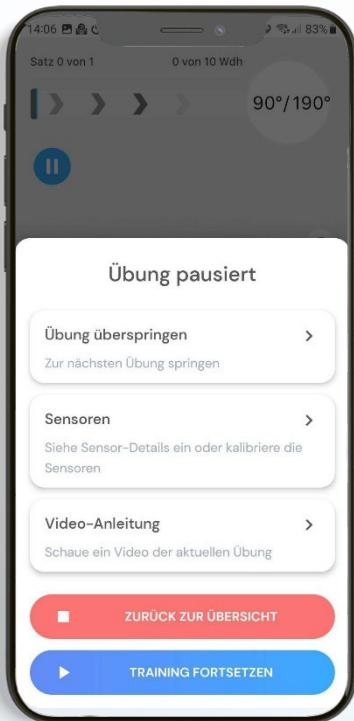 14:06
83%
Satz 0 von 1
0 von 10 Wdh
90°/190°
Übung pausiert
Übung überspringen
Zur nächsten Übung springen
Sensoren
Siehe Sensor-Details ein oder kalibriere die
Sensoren
Video-Anleitung
Schaue ein Video der aktuellen Übung
ZURÜCK ZUR ÜBERSICHT
TRAINING FORTSETZEN